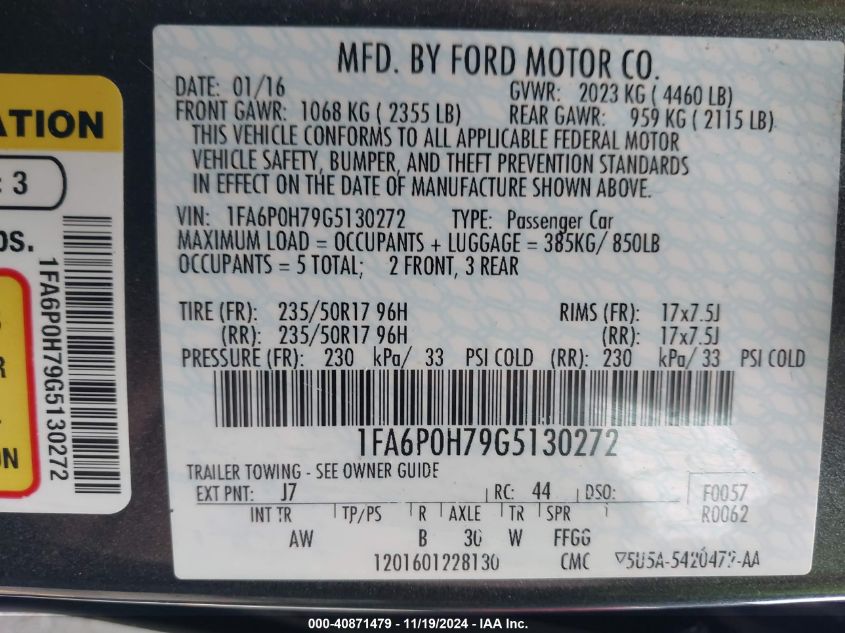 MFD. BY FORD MOTOR CO.
DATE: 01/16 GVWR: 2023 KG ( 4460 LB)
FRONT GAWR: 1068 KG ( 2355 LB) REAR GAWR: 959 KG ( 2115 LB)
THIS VEHICLE CONFORMS TO ALL APPLICABLE FEDERAL MOTOR
VEHICLE SAFETY, BUMPER, AND THEFT PREVENTION STANDARDS
IN EFFECT ON THE DATE OF MANUFACTURE SHOWN ABOVE.
VIN: 1FA6P0H79G5130272 TYPE: Passenger Car
MAXIMUM LOAD = OCCUPANTS + LUGGAGE = 385KG/ 850LB
OCCUPANTS = 5 TOTAL; 2 FRONT, 3 REAR
TIRE (FR): 235/50R17 96H RIMS (FR): 17x7.5J
(RR): 235/50R17 96H (RR): 17x7.5J
PRESSURE (FR): 230 kPa/ 33 PSI COLD (RR): 230 kPa/ 33 PSI COLD
1FA6P0H79G5130272
TRAILER TOWING - SEE OWNER GUIDE
EXT PNT: J7 RC: 44 DSO: F0057
INT TR TP/PS R AXLE TR SPR R0062
AW B 30 W FFGG
1201601228130 CMC 5U5A-5420472-AA
ATION
: 3
1FA6P0H79G5130272
R
ON
000-40871479 - 11/19/2024 - IAA Inc.